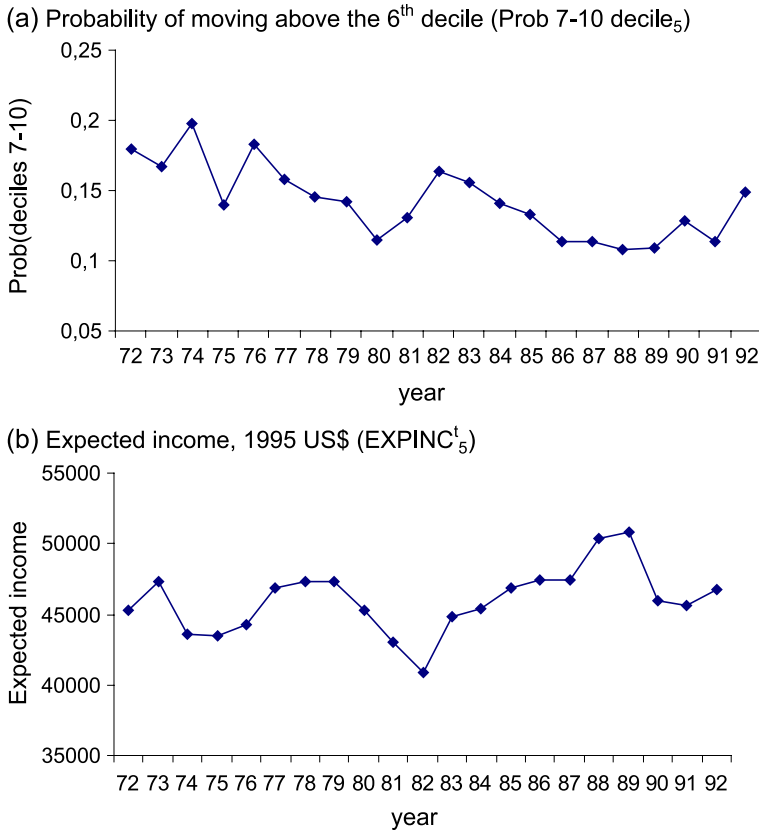 (a) Probability of moving above the 6th decile (Prob 7-10 decile5)
0,25
0,2
0,15
0,1
0,05
Prob(deciles 7-10)
72 73 74 75 76 77 78 79 80 81 82 83 84 85 86 87 88 89 90 91 92
year
(b) Expected income, 1995 US$ (EXPINCt5)
55000
50000
45000
40000
35000
Expected income
72 73 74 75 76 77 78 79 80 81 82 83 84 85 86 87 88 89 90 91 92
year